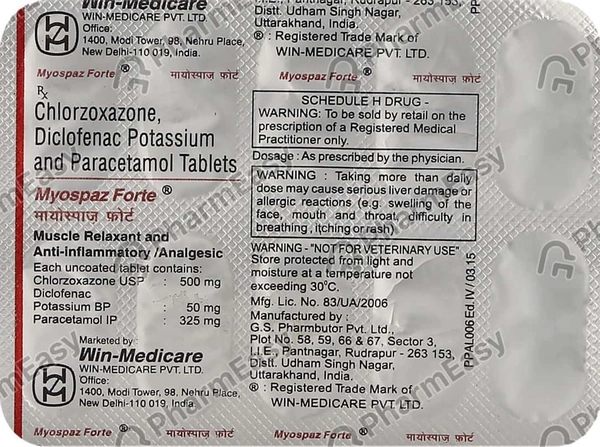 Win-Medicare
WIN-MEDICARE PVT. LTD.
Office:
1400, Modi Tower, 98, Nehru Place,
New Delhi-110 019, India.
I.E., Pantnagar, Rudrapur - 263 153,
Distt. Udham Singh Nagar,
Uttarakhand, India.
® : Registered Trade Mark of
WIN-MEDICARE PVT. LTD.
Myospaz Forte ® मायोस्पाज़ फ़ोर्ट Myospaz Forte ® मायोस्पाज़ फ़ोर्ट
Rx
Chlorzoxazone,
Diclofenac Potassium
and Paracetamol Tablets
Myospaz Forte ®
मायोस्पाज़ फ़ोर्ट
Muscle Relaxant and
Anti-inflammatory /Analgesic
Each uncoated tablet contains:
Chlorzoxazone USP : 500 mg
Diclofenac
Potassium BP : 50 mg
Paracetamol IP : 325 mg
Marketed by :
Win-Medicare
WIN-MEDICARE PVT. LTD.
Office:
1400, Modi Tower, 98, Nehru Place,
New Delhi-110 019, India.
SCHEDULE H DRUG -
WARNING: To be sold by retail on the
prescription of a Registered Medical
Practitioner only.
Dosage : As prescribed by the physician.
WARNING : Taking more than daily
dose may cause serious liver damage or
allergic reactions (e.g. swelling of the
face, mouth and throat, difficulty in
breathing , itching or rash)
WARNING - "NOT FOR VETERINARY USE"
Store protected from light and
moisture at a temperature not
exceeding 30°C.
Mfg. Lic. No. 83/UA/2006
Manufactured by :
G.S. Pharmbutor Pvt. Ltd.,
Plot No. 58, 59, 66 & 67, Sector 3,
I.I.E., Pantnagar, Rudrapur - 263 153,
Distt. Udham Singh Nagar,
Uttarakhand, India.
® : Registered Trade Mark of
WIN-MEDICARE PVT. LTD.
PPAL006 Ed. IV / 03.15
Myospaz Forte ® मायोस्पाज़ फ़ोर्ट Myospaz Forte ® मायोस्पाज़ फ़ोर्ट
PharmEasy